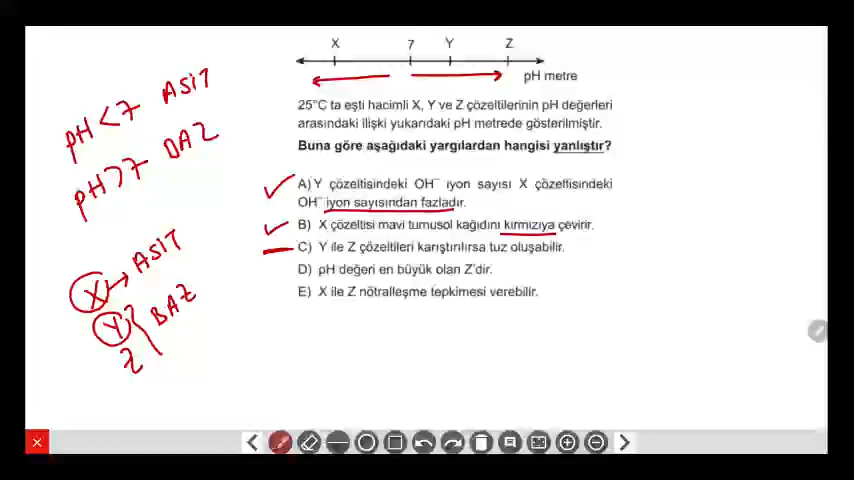 X 7 Y Z
pH metre
25°C ta eşti hacimli X, Y ve Z çözeltilerinin pH değerleri
arasındaki ilişki yukarıdaki pH metrede gösterilmiştir.
Buna göre aşağıdaki yargılardan hangisi yanlıştır?
A) Y çözeltisindeki OH⁻ iyon sayısı X çözeltisindeki
OH⁻ iyon sayısından fazladır.
B) X çözeltisi mavi turnusol kağıdını kırmızıya çevirir.
C) Y ile Z çözeltileri karıştırılırsa tuz oluşabilir.
D) pH değeri en büyük olan Z'dir.
E) X ile Z nötralleşme tepkimesi verebilir.
pH<7 ASİT
pH>7 BAZ
X → ASİT
Y } BAZ
Z